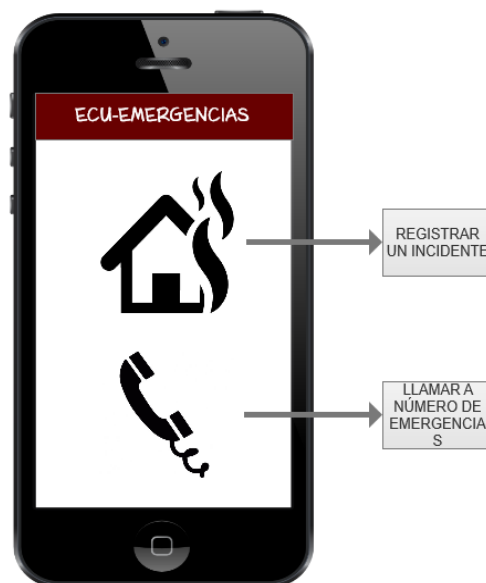 ECU-EMERGENCIAS
REGISTRAR
UN INCIDENTE
LLAMAR A
NÚMERO DE
EMERGENCIA
S